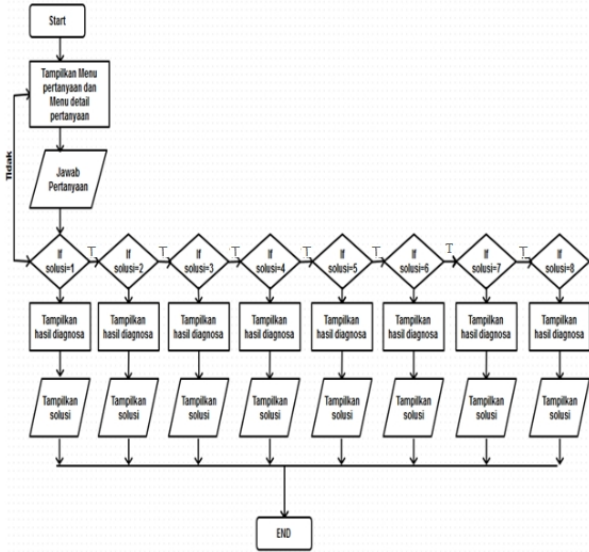 Start
Tampilkan Menu
pertanyaan dan
Menu detail
pertanyaan
Tidak
Jawab
Pertanyaan
If
solusi=1
T
If
solusi=2
T
If
solusi=3
T
If
solusi=4
T
If
solusi=5
T
If
solusi=6
T
If
solusi=7
T
If
solusi=8
Tampilkan
hasil diagnosa
Tampilkan
hasil diagnosa
Tampilkan
hasil diagnosa
Tampilkan
hasil diagnosa
Tampilkan
hasil diagnosa
Tampilkan
hasil diagnosa
Tampilkan
hasil diagnosa
Tampilkan
hasil diagnosa
Tampilkan
solusi
Tampilkan
solusi
Tampilkan
solusi
Tampilkan
solusi
Tampilkan
solusi
Tampilkan
solusi
Tampilkan
solusi
Tampilkan
solusi
END